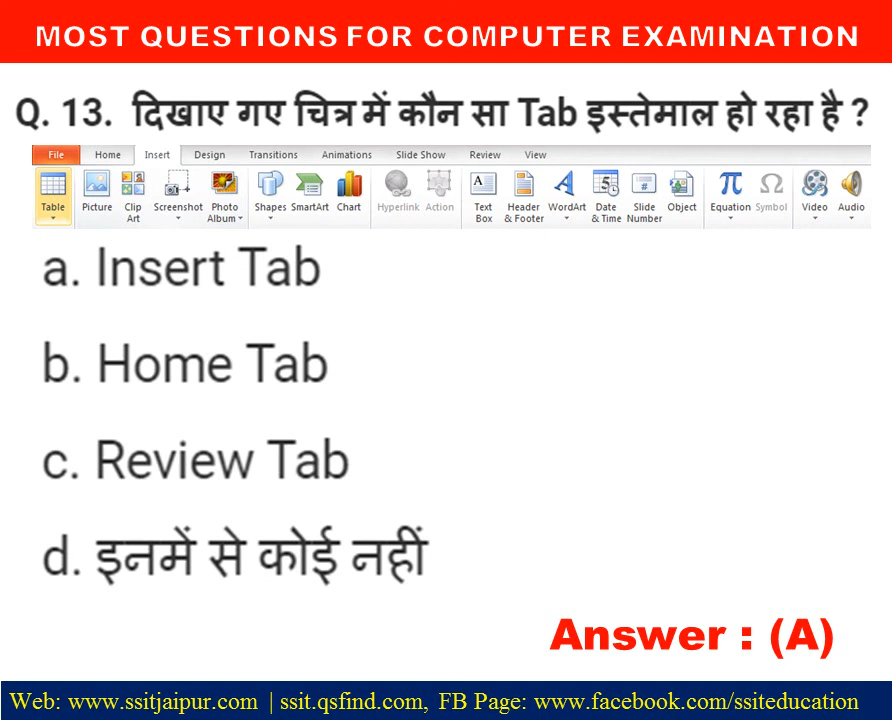 MOST QUESTIONS FOR COMPUTER EXAMINATION
Q. 13. दिखाए गए चित्र में कौन सा Tab इस्तेमाल हो रहा है ?
File Home Insert Design Transitions Animations Slide Show Review View
Table Picture Clip Art Screenshot Photo Album Shapes SmartArt Chart Hyperlink Action Text Box Header & Footer WordArt Date & Time Slide Number Object Equation Symbol Video Audio
a. Insert Tab
b. Home Tab
c. Review Tab
d. इनमें से कोई नहीं
Answer : (A)
Web: www.ssitjaipur.com | ssit.qsfind.com, FB Page: www.facebook.com/ssiteducation